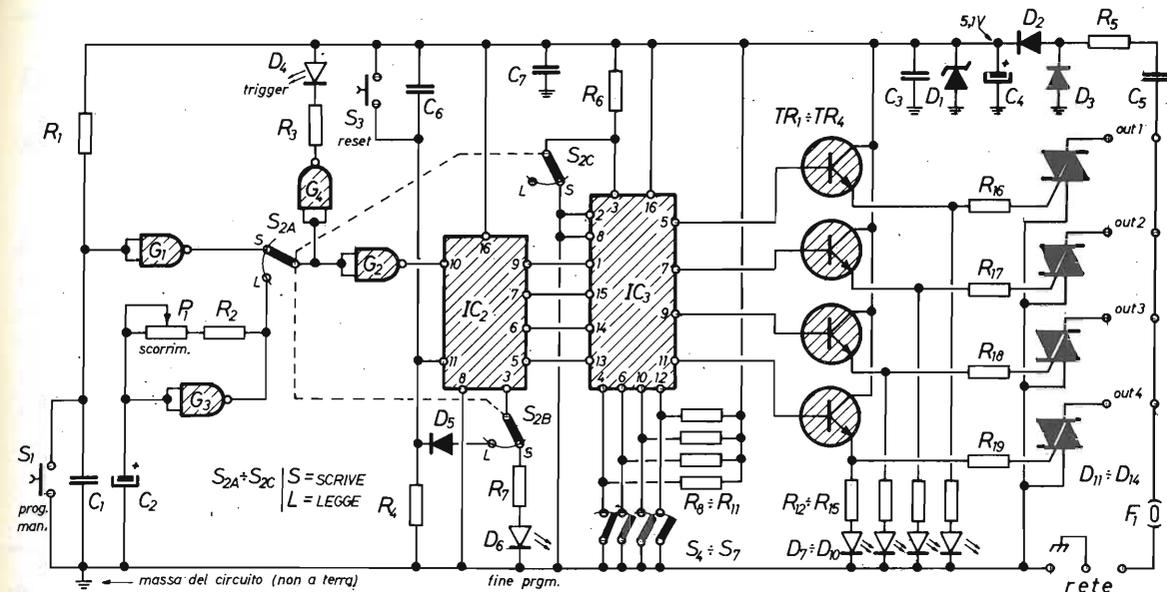 5,1V
D2
R5
D4
trigger
S3
reset
C6
C7
R6
C3
D1
C4
D3
C5
R1
R3
G4
TR1÷TR4
out 1
S2C
L
S
R16
S2A
S
L
G1
G2
G3
3
16
2
8
1
15
14
13
IC3
5
7
9
11
4
6
10
12
16
10
11
8
3
9
7
6
5
IC2
out 2
R17
P1
R2
scorrim.
out 3
R18
out 4
R19
D11÷D14
D5
S2B
L
S
S1
prog. man.
C1
C2
S2A÷S2C
S = SCRIVE
L = LEGGE
R4
R7
D6
R8÷R11
S4÷S7
R12÷R15
D7÷D10
F1
massa del circuito (non a terra)
fine prgm.
rete